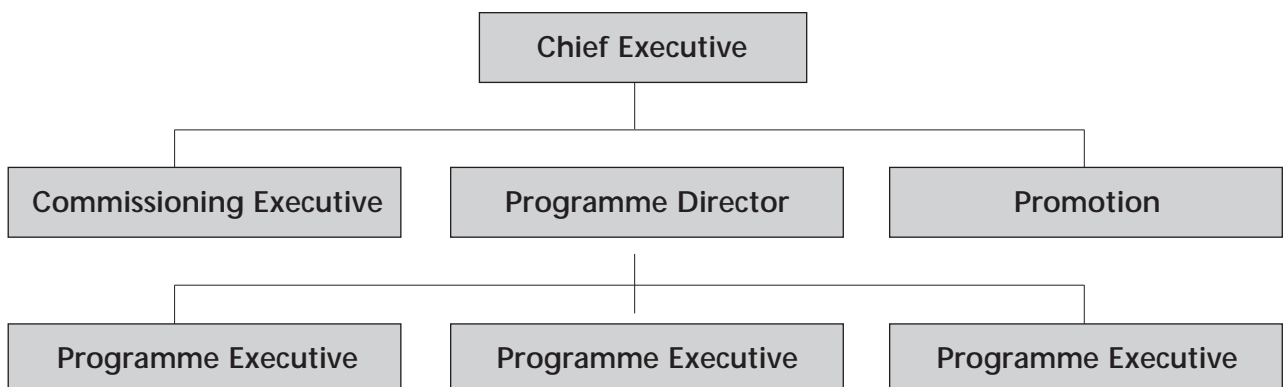 Chief Executive
Commissioning Executive
Programme Director
Promotion
Programme Executive
Programme Executive
Programme Executive